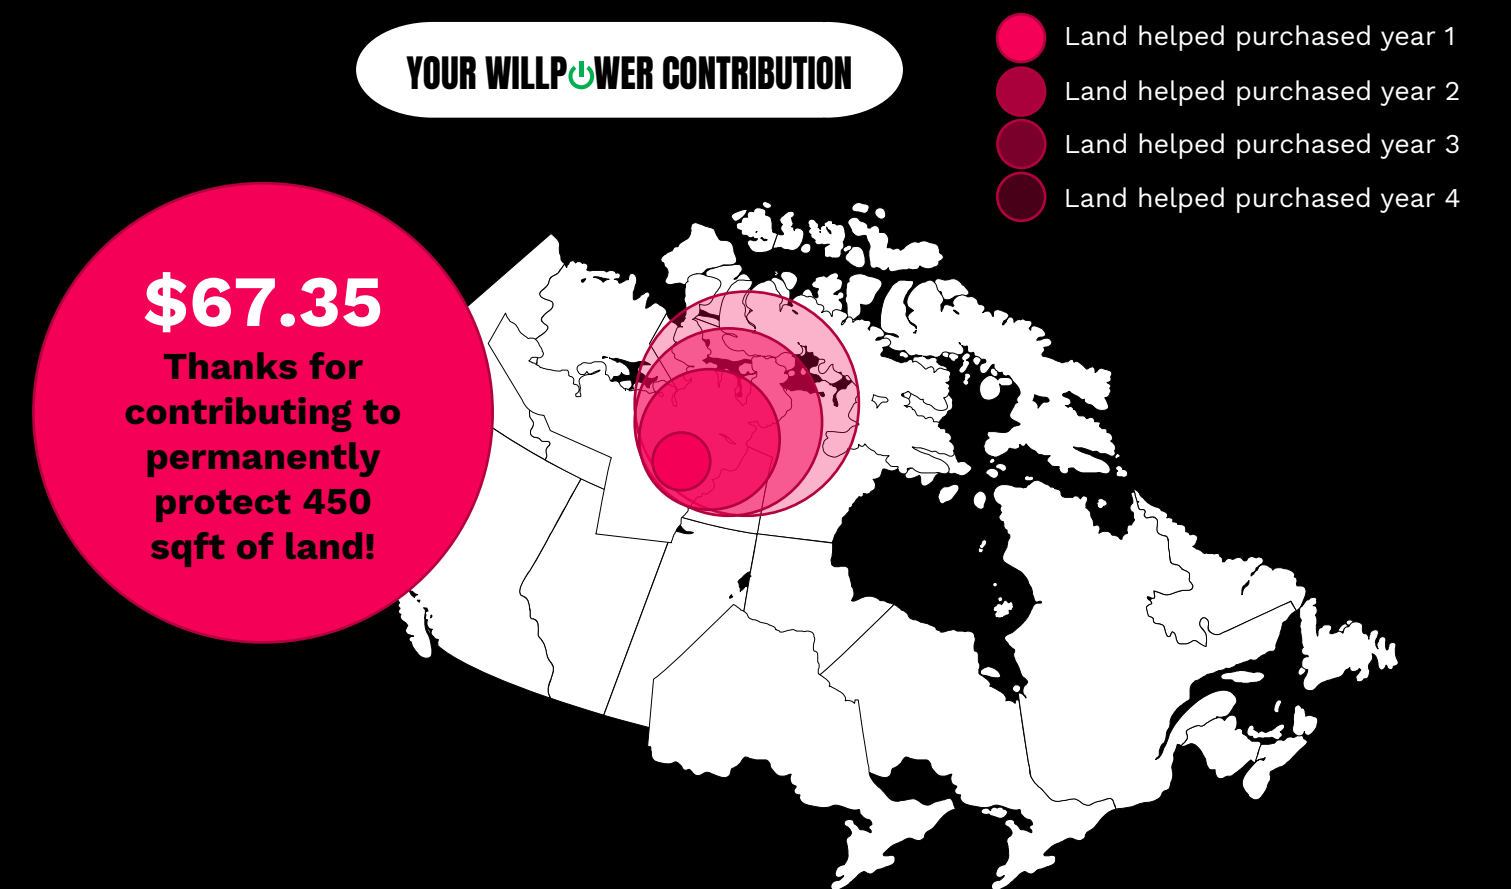 YOUR WILLPOWER CONTRIBUTION
Land helped purchased year 1
Land helped purchased year 2
Land helped purchased year 3
Land helped purchased year 4
$67.35
Thanks for
contributing to
permanently
protect 450
sqft of land!